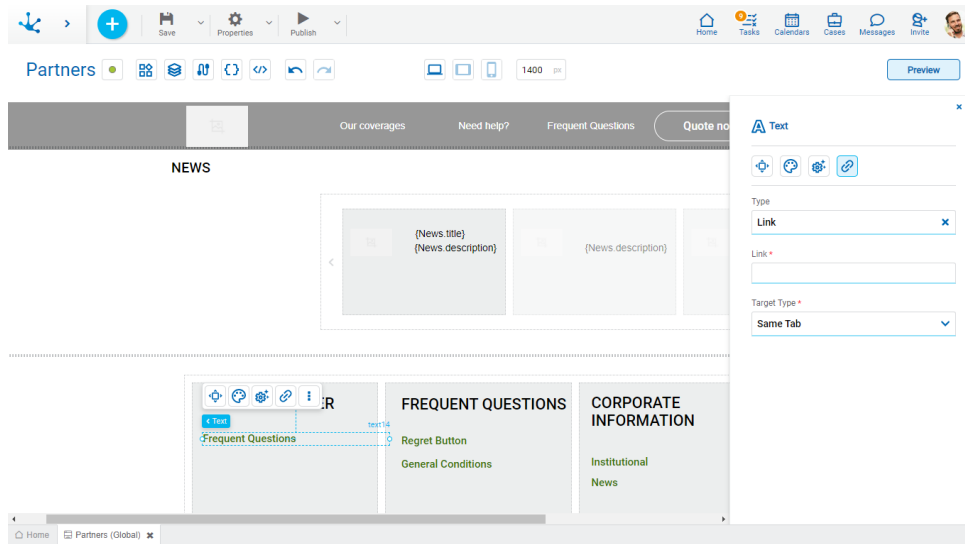 Save
Properties
Publish
Home
9
Tasks
Calendars
Cases
Messages
Invite
Partners
1400 px
Preview
Our coverages
Need help?
Frequent Questions
Quote no
Text
NEWS
Type
Link
{News.title}
{News.description}
{News.description}
Link *
Target Type *
Same Tab
ER
Text
text14
Frequent Questions
FREQUENT QUESTIONS
Regret Button
General Conditions
CORPORATE
INFORMATION
Institutional
News
Home
Partners (Global)